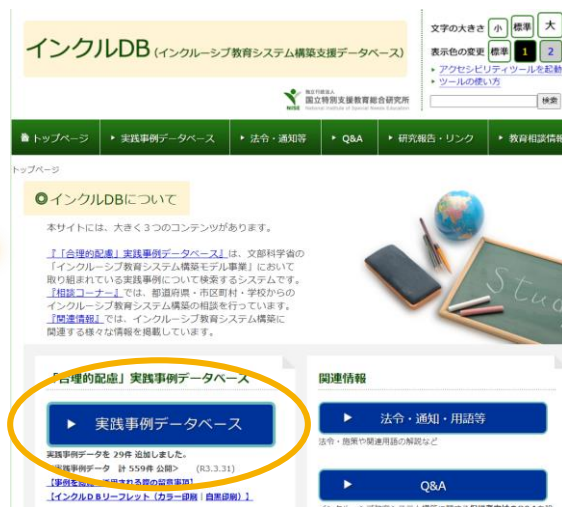 インクルDB(インクルーシブ教育システム構築支援データベース)
文字の大きさ 小 標準 大
表示色の変更 標準 1 2
アクセシビリティツールを起動
ツールの使い方
検索
独立行政法人
国立特別支援教育総合研究所
NISE National Institute of Special Needs Education
トップページ
実践事例データベース
法令・通知等
Q&A
研究報告・リンク
教育相談情報
トップページ
インクルDBについて
本サイトには、大きく３つのコンテンツがあります。
『「合理的配慮」実践事例データベース』は、文部科学省の
「インクルーシブ教育システム構築モデル事業」において
取り組まれている実践事例について検索するシステムです。
『相談コーナー』では、都道府県・市区町村・学校からの
インクルーシブ教育システム構築の相談を行っています。
『関連情報』では、インクルーシブ教育システム構築に
関連する様々な情報を掲載しています。
「合理的配慮」実践事例データベース
実践事例データベース
実践事例データを 29件 追加しました。
実践事例データ 計 559件 公開> (R3.3.31)
される際の留意事項】
【インクルＤＢリーフレット（カラー印刷｜白黒印刷）】
関連情報
法令・通知・用語等
法令・施策や関連用語の解説など
Q&A